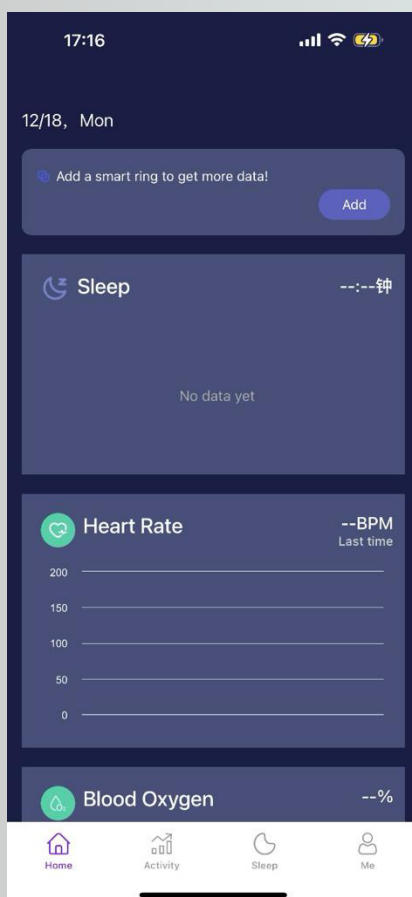 17:16
12/18, Mon
Add a smart ring to get more data!
Add
Sleep
--:--钟
No data yet
Heart Rate
--BPM
Last time
200
150
100
50
0
Blood Oxygen
--%
Home
Activity
Sleep
Me